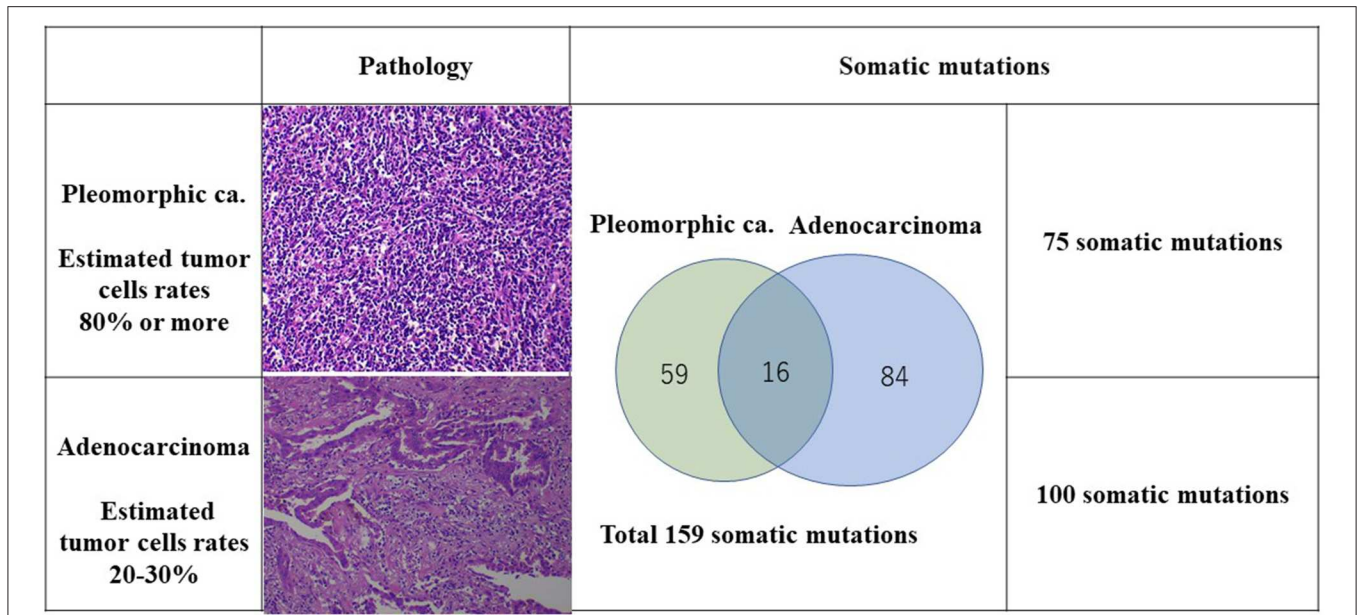 Pathology
Somatic mutations
Pleomorphic ca.
Estimated tumor
cells rates
80% or more
Pleomorphic ca.
Adenocarcinoma
59
16
84
Total 159 somatic mutations
75 somatic mutations
Adenocarcinoma
Estimated
tumor cells rates
20-30%
100 somatic mutations